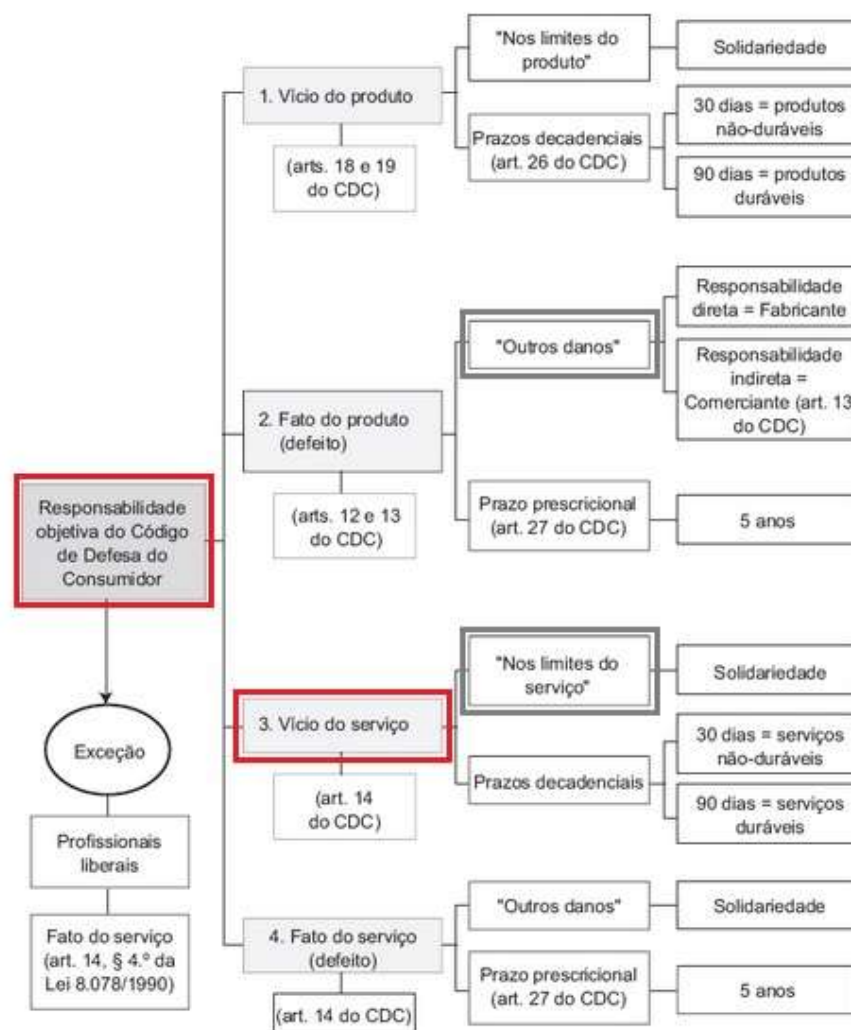 "Nos limites do
produto"
Solidariedade
1. Vício do produto
30 dias = produtos
não-duráveis
Prazos decadenciais
(art. 26 do CDC)
(arts. 18 e 19
do CDC)
90 dias = produtos
duráveis
Responsabilidade
direta = Fabricante
"Outros danos"
Responsabilidade
indireta =
Comerciante (art. 13
do CDC)
2. Fato do produto
(defeito)
(arts. 12 e 13
do CDC)
Prazo prescricional
(art. 27 do CDC)
5 anos
Responsabilidade
objetiva do Código
de Defesa do
Consumidor
"Nos limites do
serviço"
Solidariedade
3. Vício do serviço
30 dias = serviços
não-duráveis
Exceção
Prazos decadenciais
(art. 14
do CDC)
90 dias = serviços
duráveis
Profissionais
liberais
"Outros danos"
Solidariedade
Fato do serviço
(art. 14, § 4.º da
Lei 8.078/1990)
4. Fato do serviço
(defeito)
Prazo prescricional
(art. 27 do CDC)
5 anos
(art. 14 do CDC)